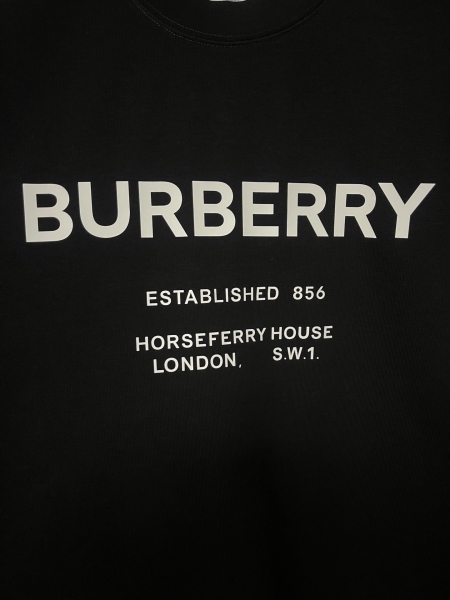 BURBERRY
ESTABLISHED 856
HORSEFERRY HOUSE
LONDON, S.W.1.